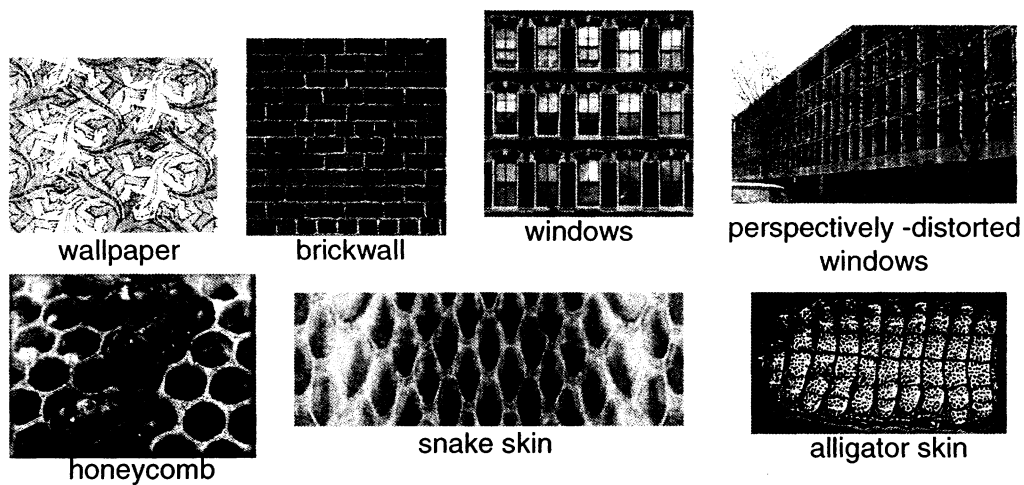 wallpaper
brickwall
windows
perspectively -distorted
windows
honeycomb
snake skin
alligator skin